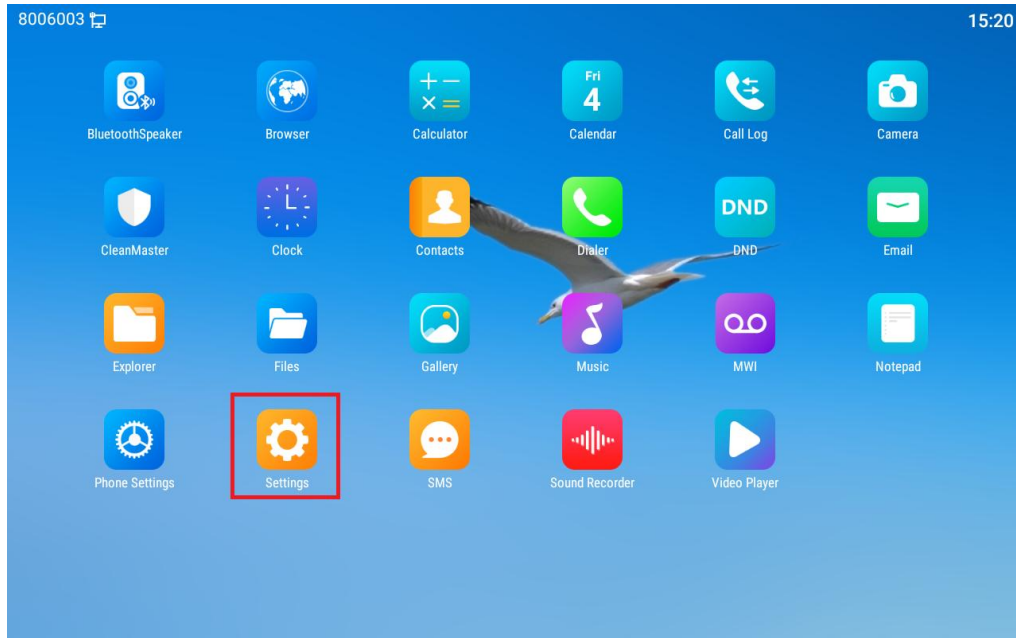 8006003 15:20
BluetoothSpeaker Browser Calculator Fri 4 Calendar Call Log Camera
CleanMaster Clock Contacts Dialer DND DND Email
Explorer Files Gallery Music MWI Notepad
Phone Settings Settings SMS Sound Recorder Video Player